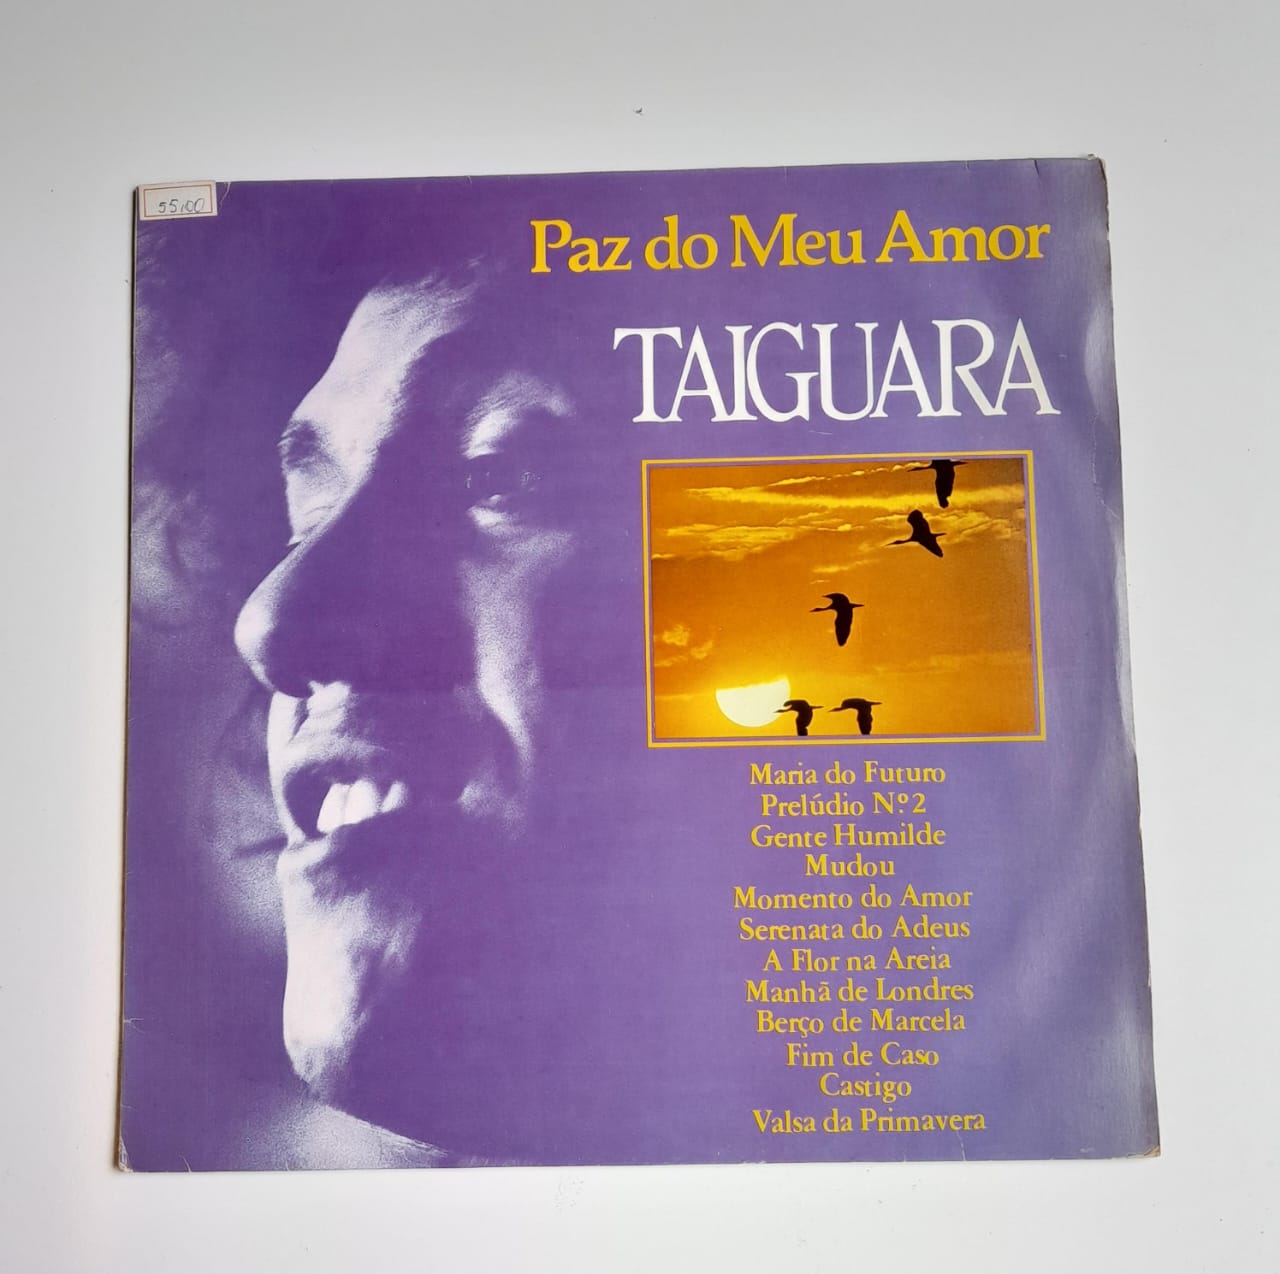 55,00
Paz do Meu Amor
TAIGUARA
Maria do Futuro
Prelúdio N.º 2
Gente Humilde
Mudou
Momento do Amor
Serenata do Adeus
A Flor na Areia
Manhã de Londres
Berço de Marcela
Fim de Caso
Castigo
Valsa da Primavera